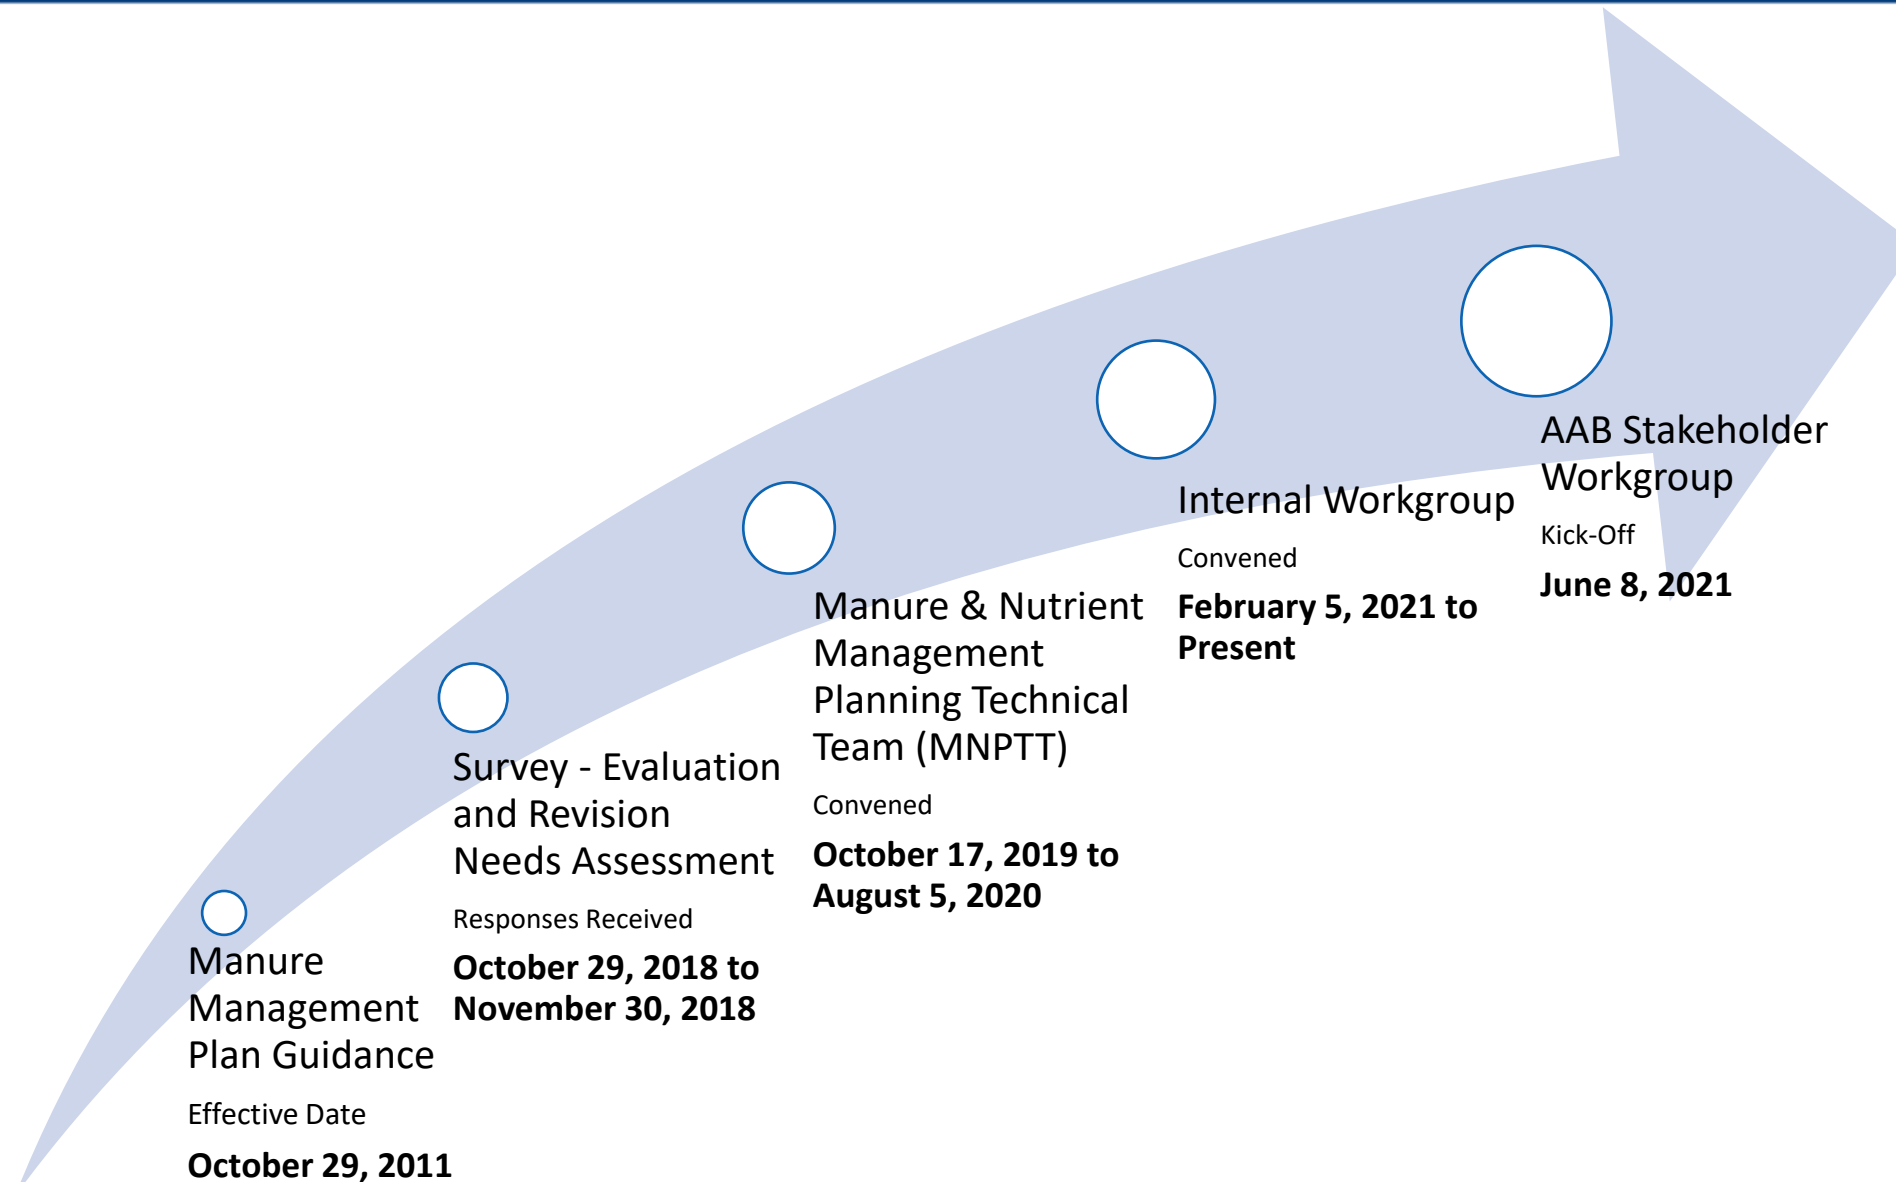 Manure
Management
Plan Guidance
Effective Date
October 29, 2011
Survey - Evaluation
and Revision
Needs Assessment
Responses Received
October 29, 2018 to
November 30, 2018
Manure & Nutrient
Management
Planning Technical
Team (MNPTT)
Convened
October 17, 2019 to
August 5, 2020
Internal Workgroup
Convened
February 5, 2021 to
Present
AAB Stakeholder
Workgroup
Kick-Off
June 8, 2021